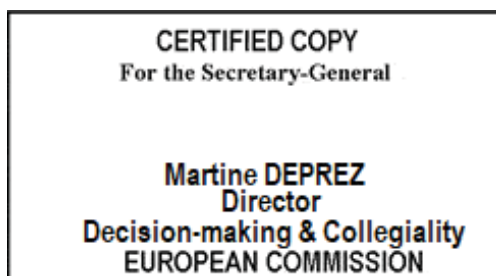 CERTIFIED COPY
For the Secretary-General
Martine DEPREZ
Director
Decision-making & Collegiality
EUROPEAN COMMISSION